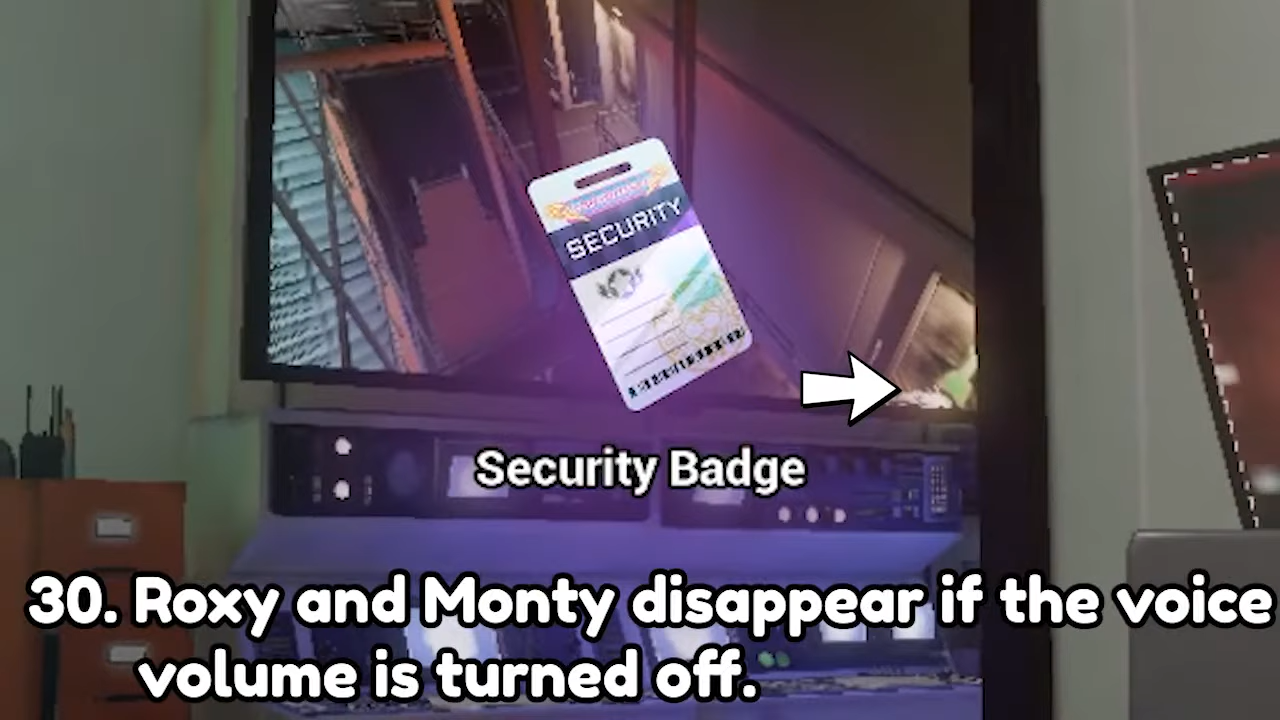 SECURITY
Security Badge
30. Roxy and Monty disappear if the voice
volume is turned off.